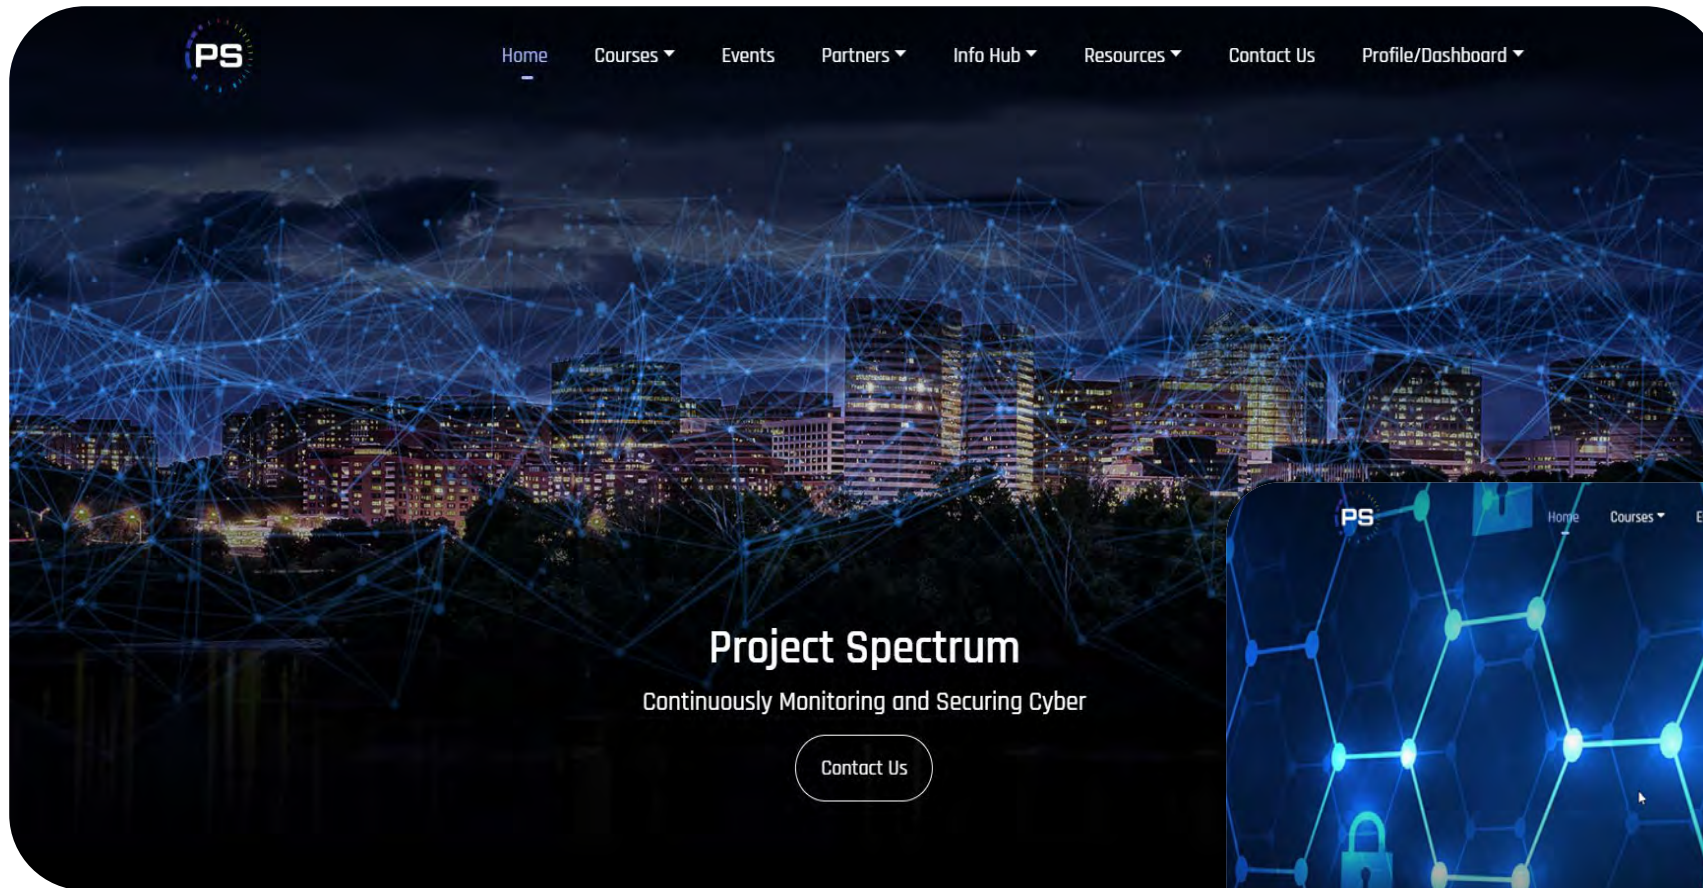 PS
Home Courses Events Partners Info Hub Resources Contact Us Profile/Dashboard
Project Spectrum
Continuously Monitoring and Securing Cyber
Contact Us
PS
Home Courses E